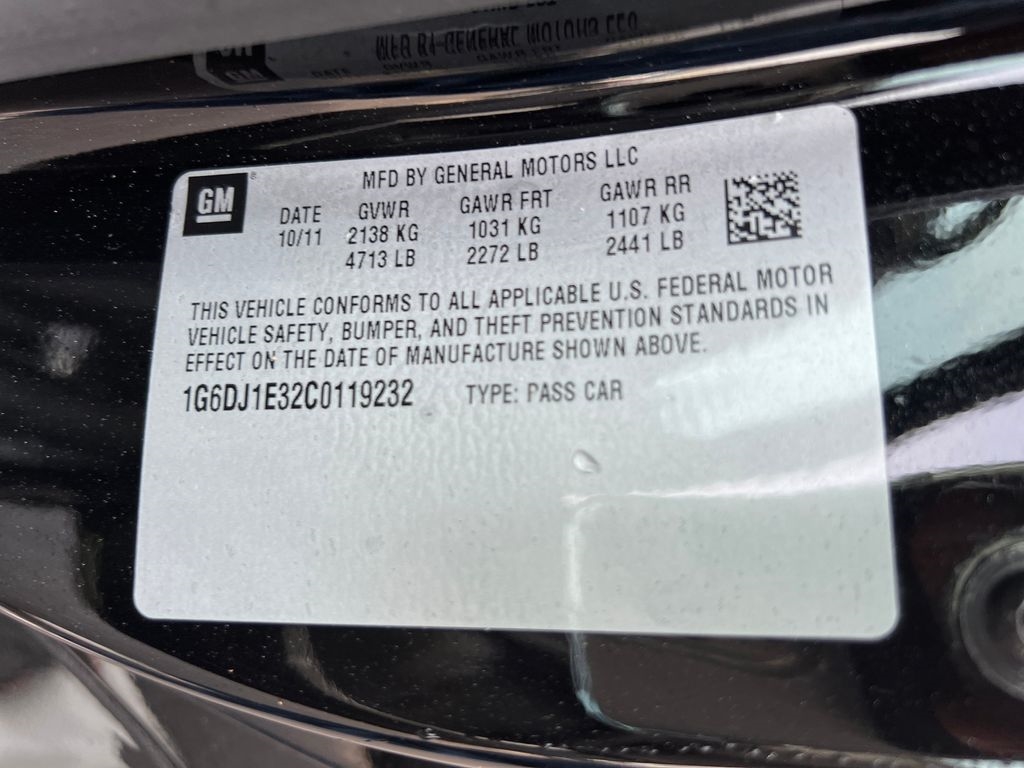 MFD BY GENERAL MOTORS LLC
GM®
DATE GVWR GAWR FRT GAWR RR
10/11 2138 KG 1031 KG 1107 KG
4713 LB 2272 LB 2441 LB
THIS VEHICLE CONFORMS TO ALL APPLICABLE U.S. FEDERAL MOTOR
VEHICLE SAFETY, BUMPER, AND THEFT PREVENTION STANDARDS IN
EFFECT ON THE DATE OF MANUFACTURE SHOWN ABOVE.
1G6DJ1E32C0119232 TYPE: PASS CAR